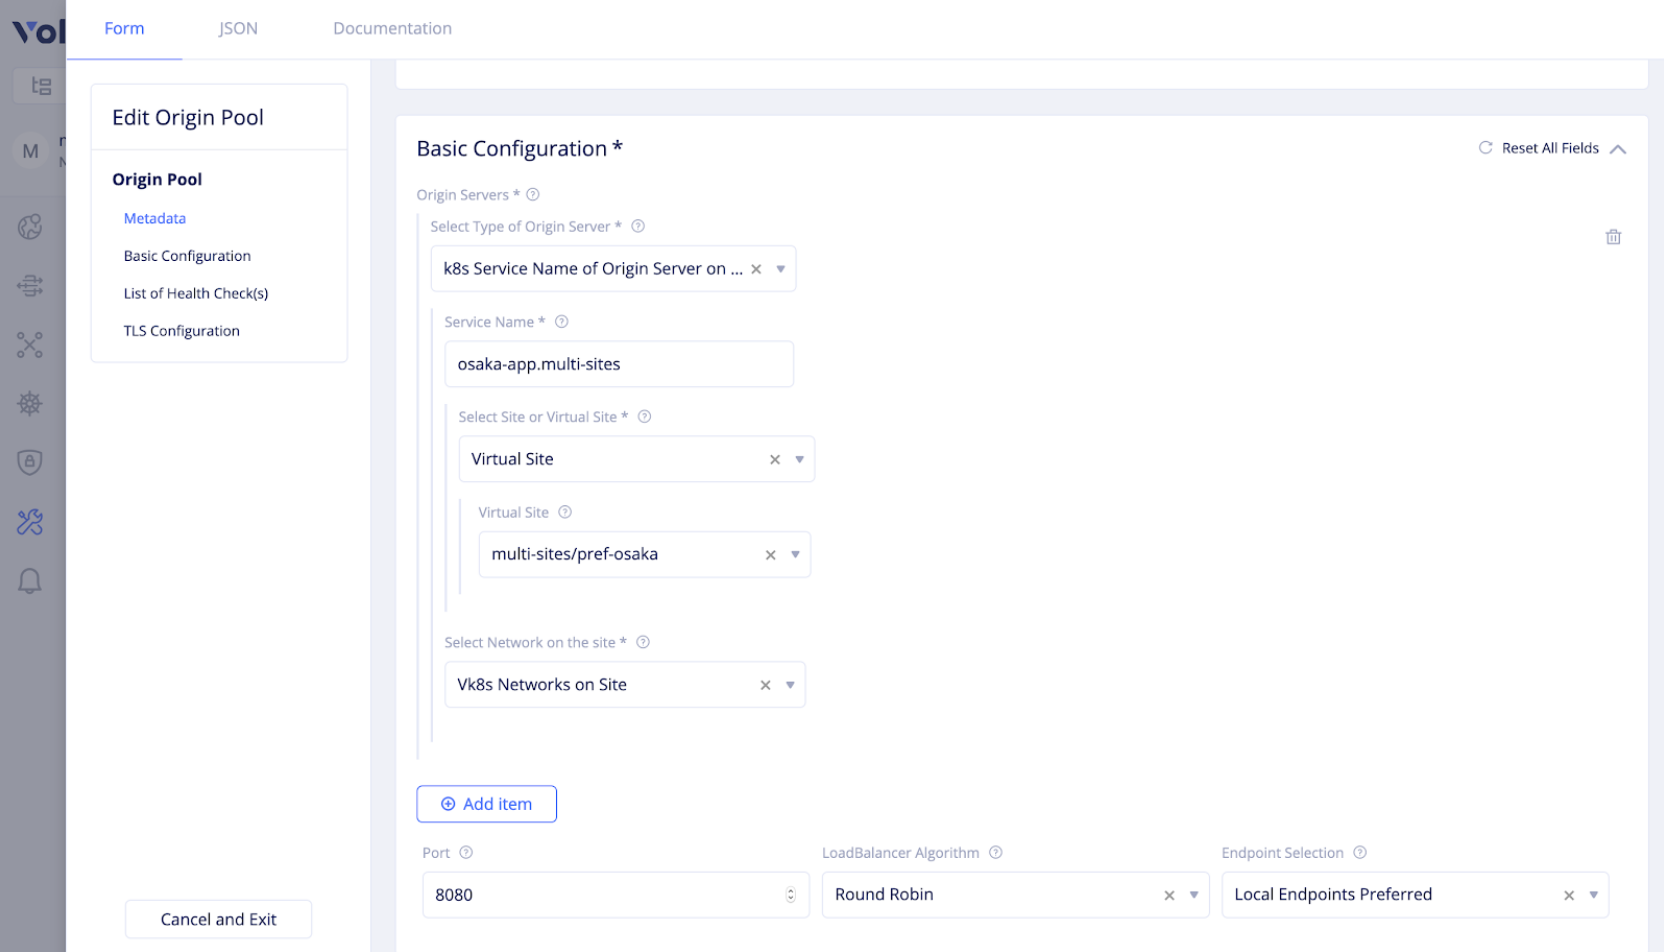 Vol
Form
JSON
Documentation
Edit Origin Pool
Origin Pool
Metadata
Basic Configuration
List of Health Check(s)
TLS Configuration
Cancel and Exit
M
Basic Configuration *
Reset All Fields
Origin Servers *
Select Type of Origin Server *
k8s Service Name of Origin Server on ...
Service Name *
osaka-app.multi-sites
Select Site or Virtual Site *
Virtual Site
Virtual Site
multi-sites/pref-osaka
Select Network on the site *
Vk8s Networks on Site
Add item
Port
LoadBalancer Algorithm
Endpoint Selection
8080
Round Robin
Local Endpoints Preferred